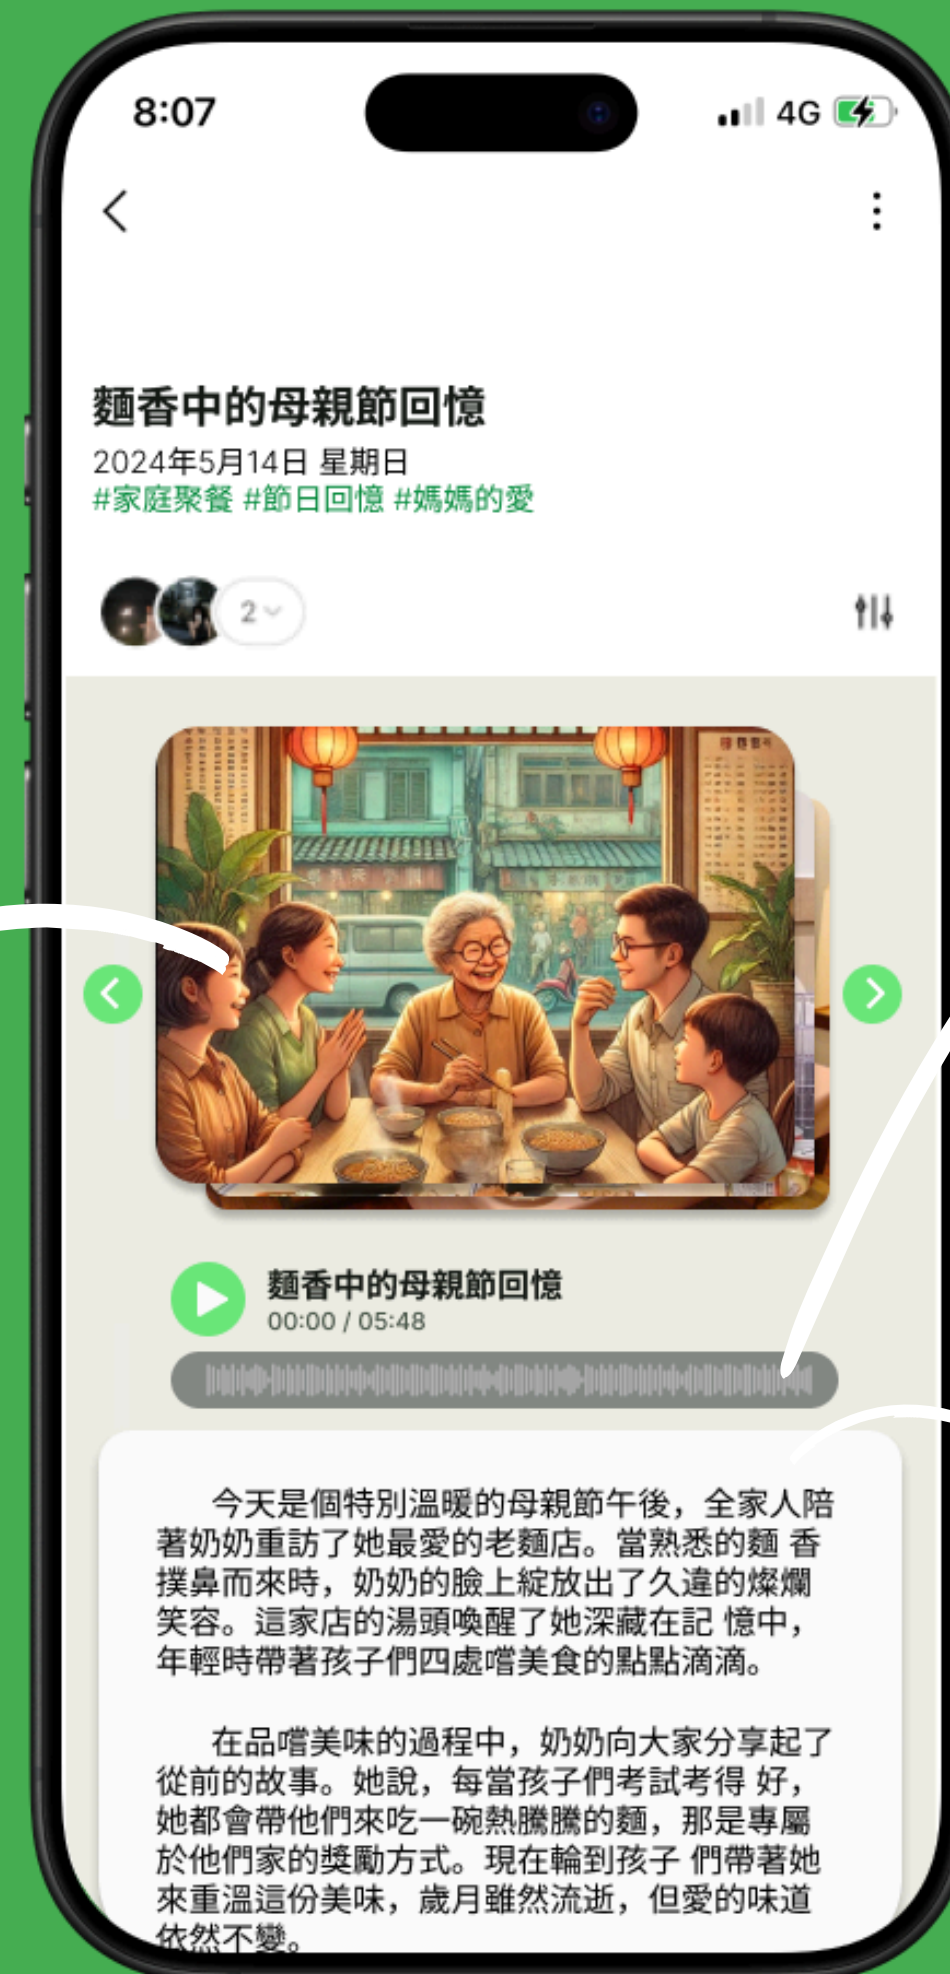 8:07
4G
麵香中的母親節回憶
2024年5月14日 星期日
#家庭聚餐 #節日回憶 #媽媽的愛
2
麵香中的母親節回憶
00:00 / 05:48
今天是個特別溫暖的母親節午後，全家人陪
著奶奶重訪了她最愛的老麵店。當熟悉的麵 香
撲鼻而來時，奶奶的臉上綻放出了久違的燦爛
笑容。這家店的湯頭喚醒了她深藏在記 憶中，
年輕時帶著孩子們四處嚐美食的點點滴滴。
在品嚐美味的過程中，奶奶向大家分享起了
從前的故事。她說，每當孩子們考試考得 好，
她都會帶他們來吃一碗熱騰騰的麵，那是專屬
於他們家的獎勵方式。現在輪到孩子 們帶著她
來重溫這份美味，歲月雖然流逝，但愛的味道
依然不變。